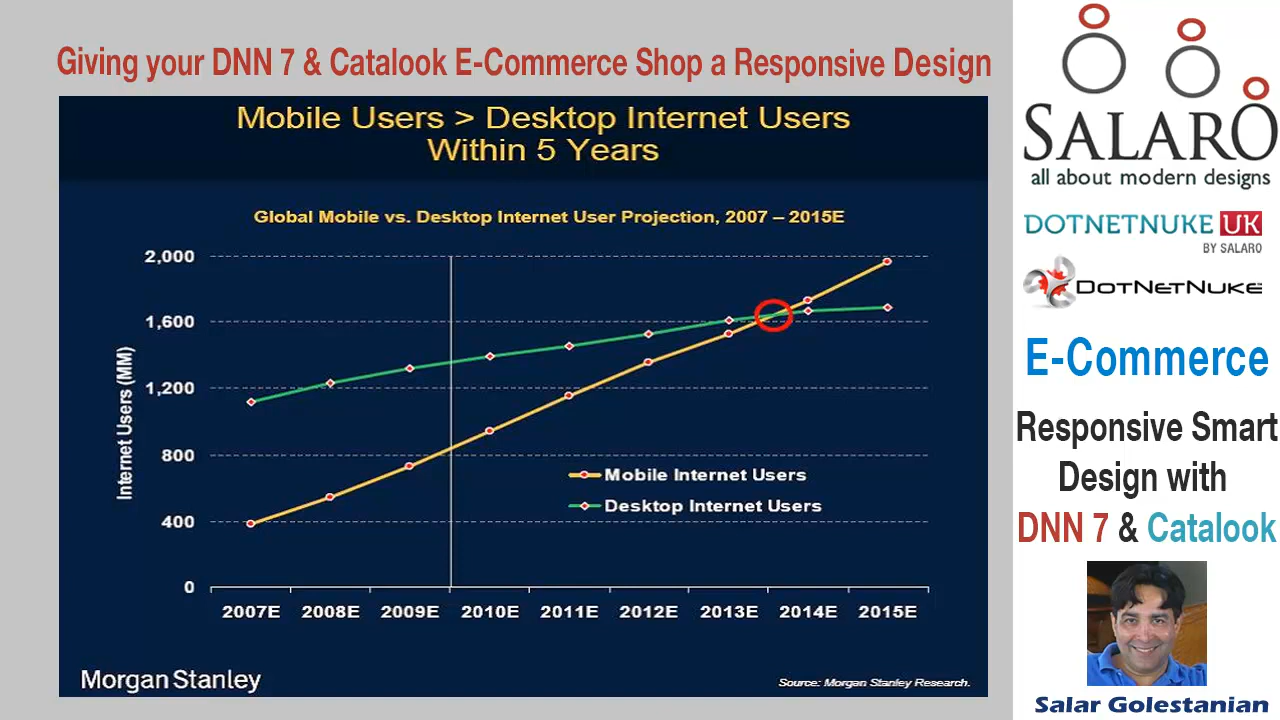 Giving your DNN 7 & Catalook E-Commerce Shop a Responsive Design
Mobile Users > Desktop Internet Users
Within 5 Years
Global Mobile vs. Desktop Internet User Projection, 2007 – 2015E
2,000
1,600
1,200
800
400
0
Internet Users (MM)
Mobile Internet Users
Desktop Internet Users
2007E 2008E 2009E 2010E 2011E 2012E 2013E 2014E 2015E
Morgan Stanley
Source: Morgan Stanley Research.
SALARO
all about modern designs
DOTNETNUKE UK
BY SALARO
DOTNETNUKE
E-Commerce
Responsive Smart
Design with
DNN 7 & Catalook
Salar Golestanian